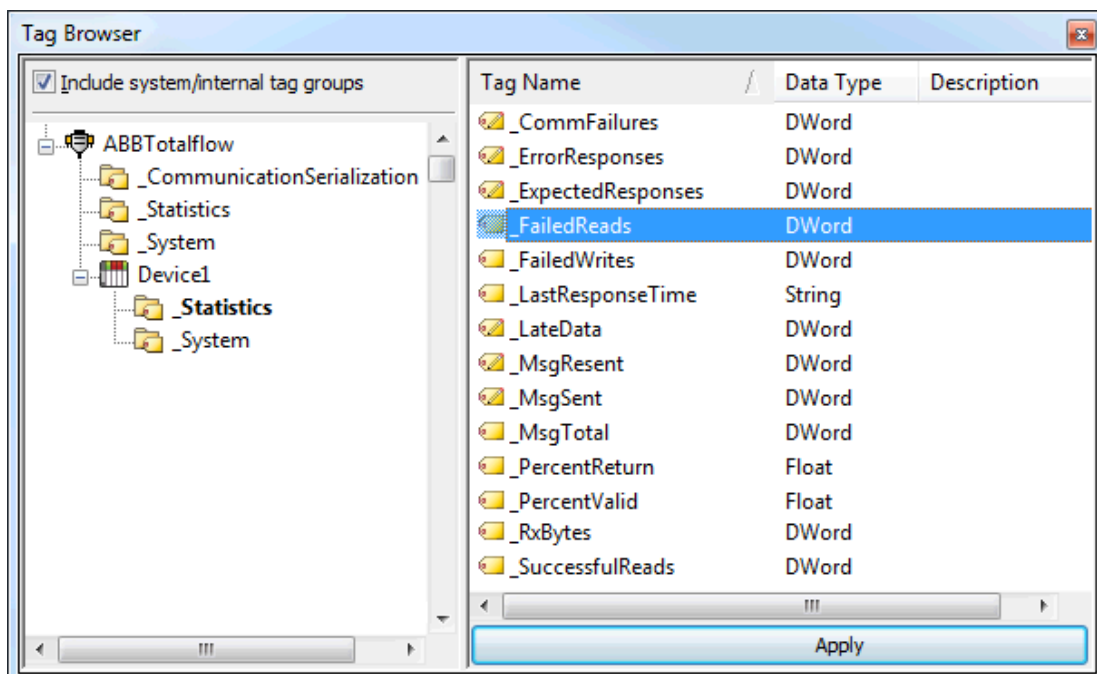 Tag Browser
Include system/internal tag groups
ABBTotalflow
_CommunicationSerialization
_Statistics
_System
Device1
_Statistics
_System
Tag Name Data Type Description
_CommFailures DWord
_ErrorResponses DWord
_ExpectedResponses DWord
_FailedReads DWord
_FailedWrites DWord
_LastResponseTime String
_LateData DWord
_MsgResent DWord
_MsgSent DWord
_MsgTotal DWord
_PercentReturn Float
_PercentValid Float
_RxBytes DWord
_SuccessfulReads DWord
Apply